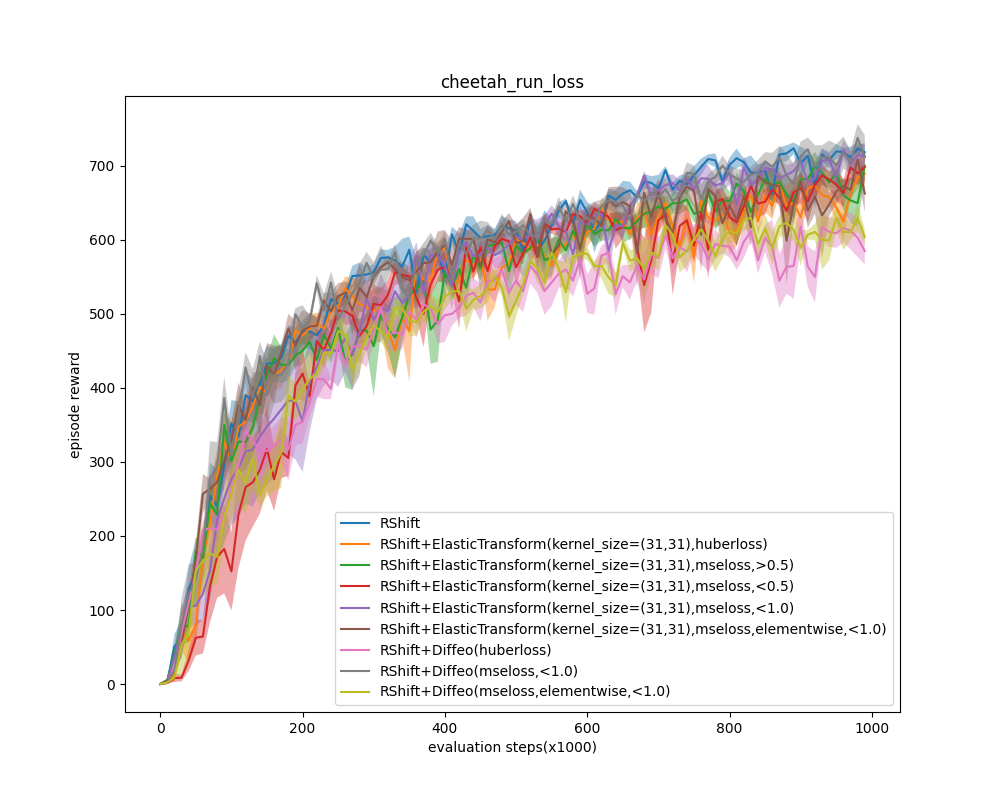 cheetah_run_loss
episode reward
700
600
500
400
300
200
100
0
RShift
RShift+ElasticTransform(kernel_size=(31,31),huberloss)
RShift+ElasticTransform(kernel_size=(31,31),mseloss,>0.5)
RShift+ElasticTransform(kernel_size=(31,31),mseloss,<0.5)
RShift+ElasticTransform(kernel_size=(31,31),mseloss,<1.0)
RShift+ElasticTransform(kernel_size=(31,31),mseloss,elementwise,<1.0)
RShift+Diffeo(huberloss)
RShift+Diffeo(mseloss,<1.0)
RShift+Diffeo(mseloss,elementwise,<1.0)
0 200 400 600 800 1000
evaluation steps(x1000)